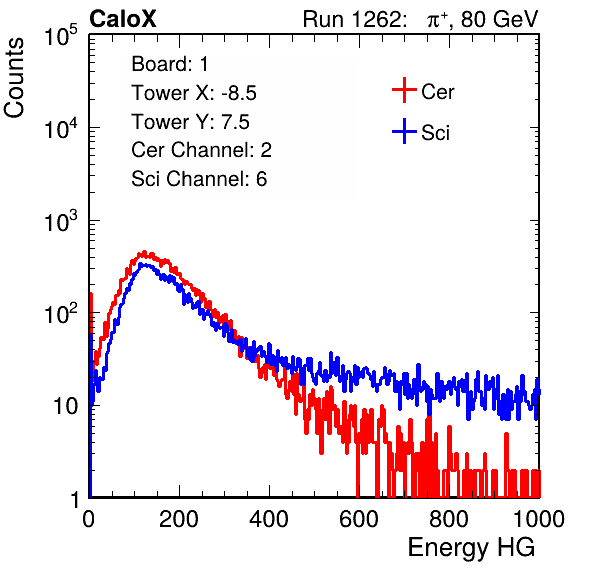 CaloX Run 1262: π⁺, 80 GeV
Counts
10⁵
10⁴
10³
10²
10
1
Board: 1
Tower X: -8.5
Tower Y: 7.5
Cer Channel: 2
Sci Channel: 6
Cer
Sci
0 200 400 600 800 1000
Energy HG